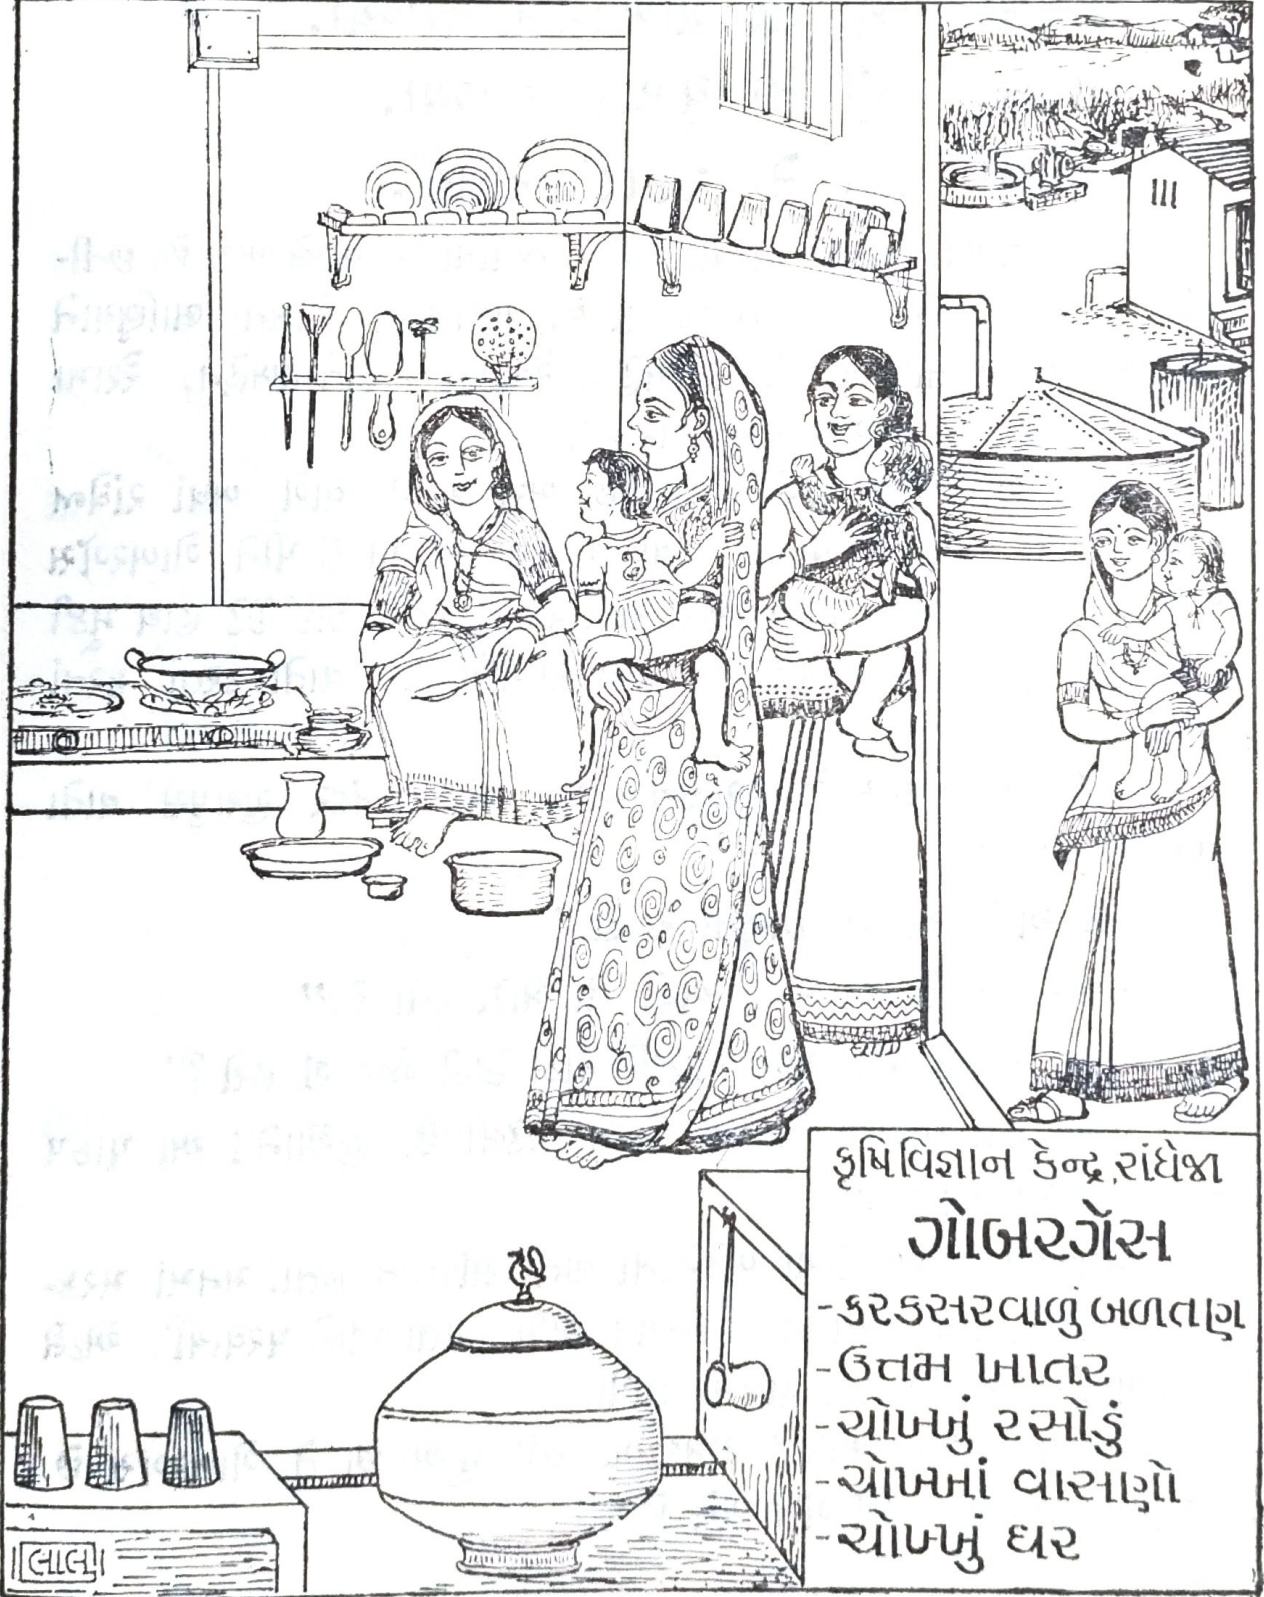 કૃષિ વિજ્ઞાન કેન્દ્ર, રાંધેજા
ગોબરગેસ
- કરકસરવાળું બળતણ
- ઉત્તમ ખાતર
- ચોખ્ખું રસોડું
- ચોખ્ખાં વાસણો
- ચોખ્ખું ઘર
લાલ